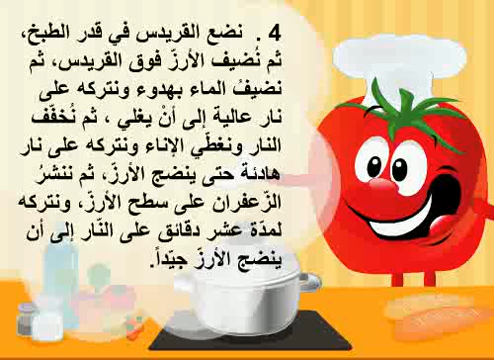 4 . نضع القريدس في قدر الطبخ،
ثم نُضيف الأرزّ فوق القريدس، ثم
نضيفُ الماء بهدوء ونتركه على
نار عالية إلى أنْ يغلي ، ثم نُخفّف
النار ونغطّي الإناء ونتركه على نار
هادئة حتى ينضج الأرزّ، ثم ننشرُ
الزّعفران على سطح الأرزّ، ونتركه
لمدّة عشر دقائق على النّار إلى أن
ينضج الأرزّ جيّداً.